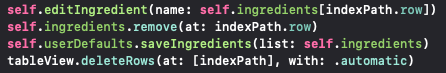 self.editIngredient(name: self.ingredients[indexPath.row])
self.ingredients.remove(at: indexPath.row)
self.userDefaults.saveIngredients(list: self.ingredients)
tableView.deleteRows(at: [indexPath], with: .automatic)